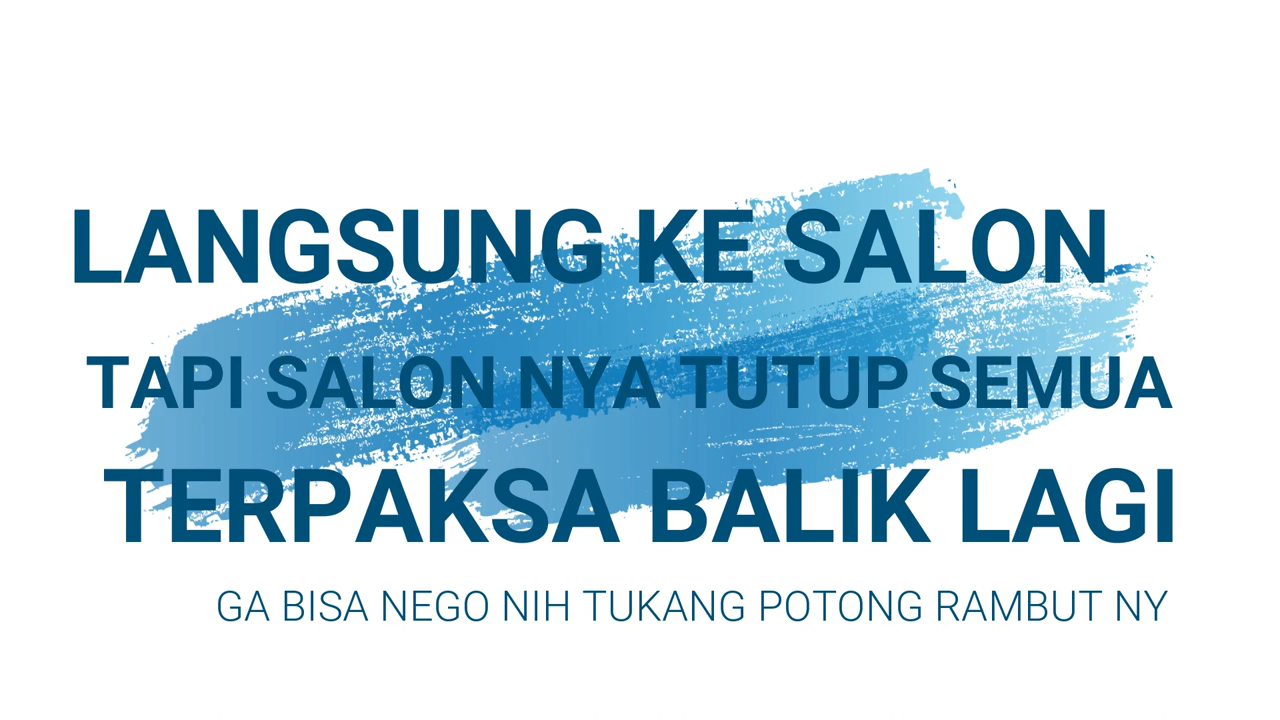 LANGSUNG KE SALON
TAPI SALON NYA TUTUP SEMUA
TERPAKSA BALIK LAGI
GA BISA NEGO NIH TUKANG POTONG RAMBUT NY